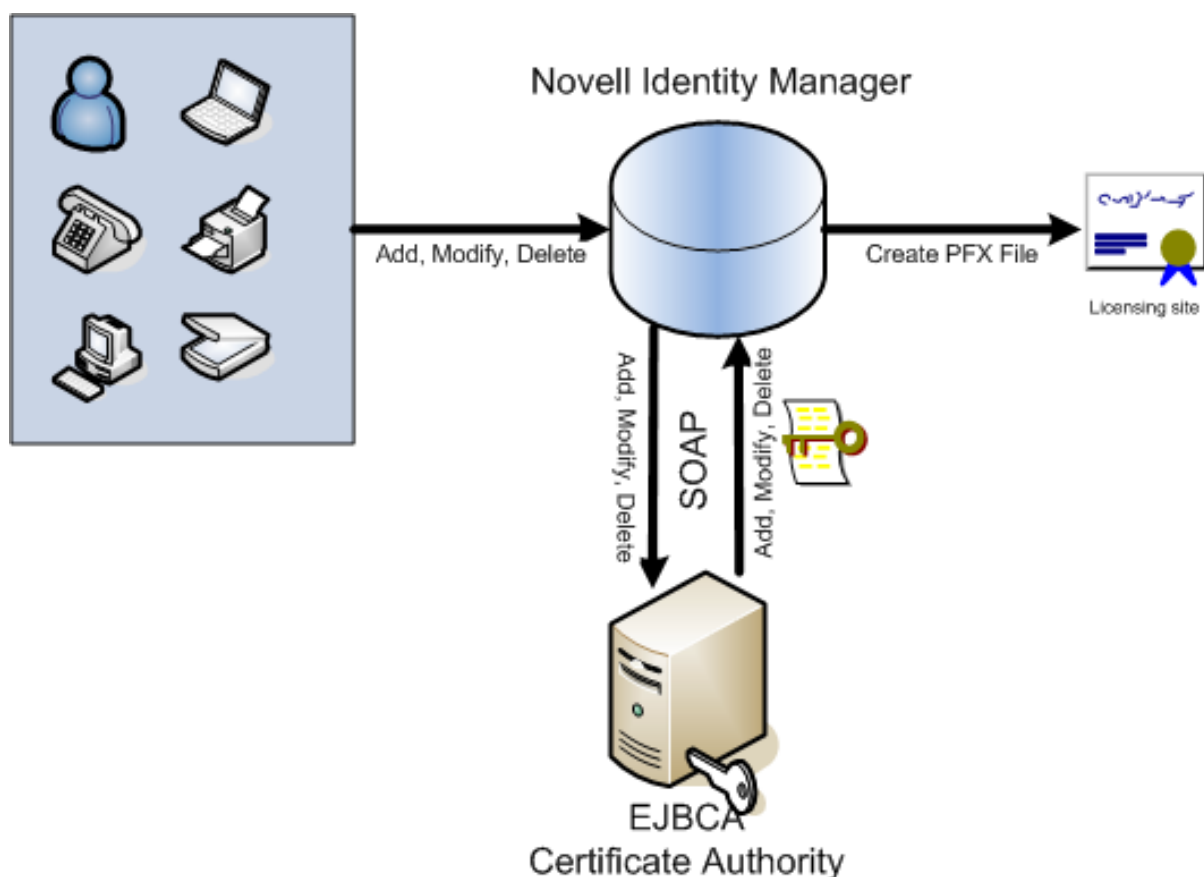 Novell Identity Manager
Add, Modify, Delete
Create PFX File
Licensing site
Add, Modify, Delete
SOAP
Add, Modify, Delete
EJBCA
Certificate Authority